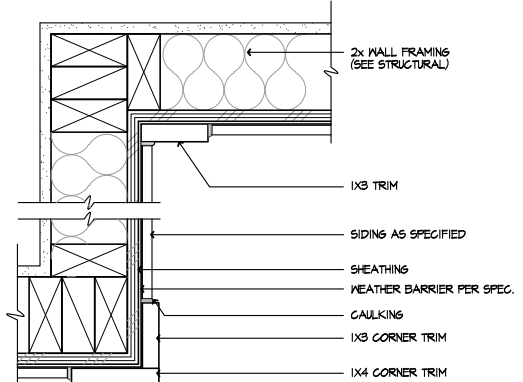 2x WALL FRAMING
(SEE STRUCTURAL)
1X3 TRIM
SIDING AS SPECIFIED
SHEATHING
WEATHER BARRIER PER SPEC.
CAULKING
1X3 CORNER TRIM
1X4 CORNER TRIM